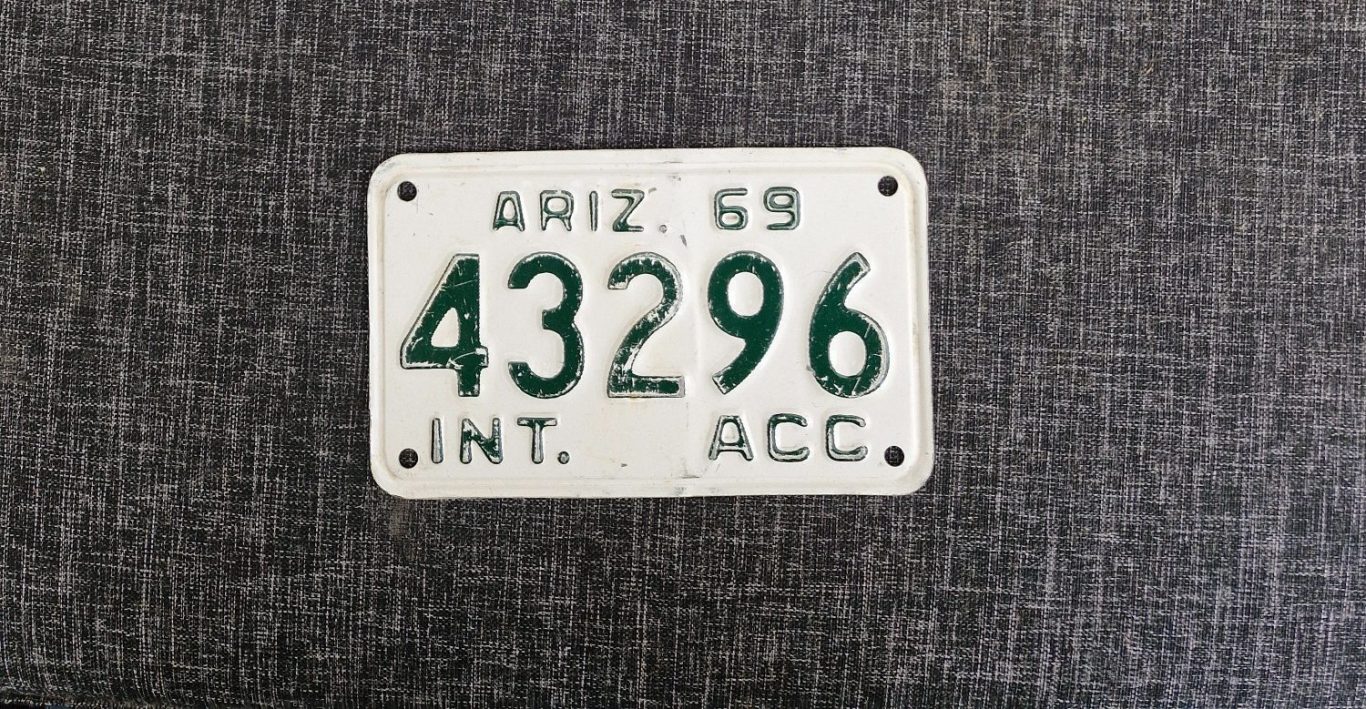 ARIZ. 69
43296
INT. ACC